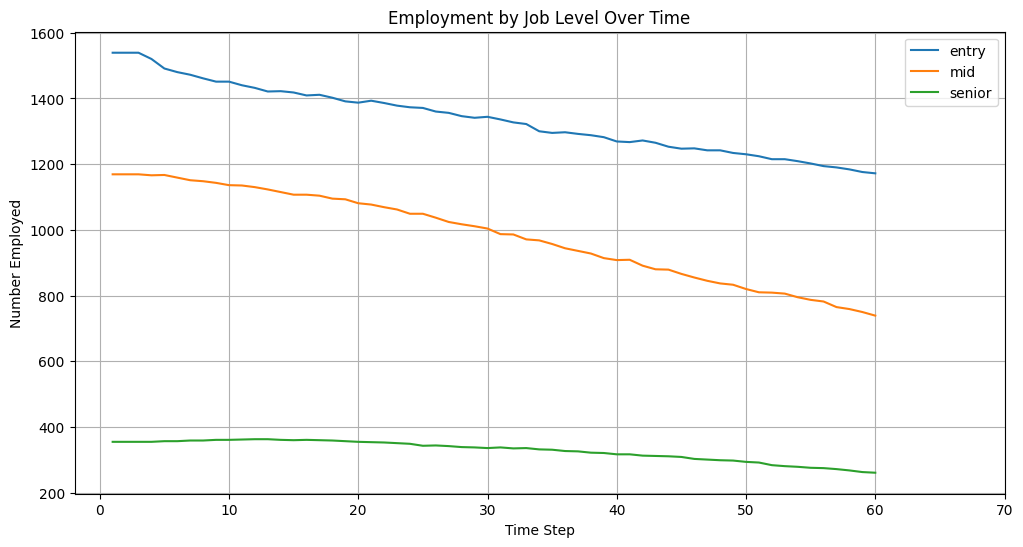 Employment by Job Level Over Time
entry
mid
senior
Number Employed
1600
1400
1200
1000
800
600
400
200
0 10 20 30 40 50 60 70
Time Step